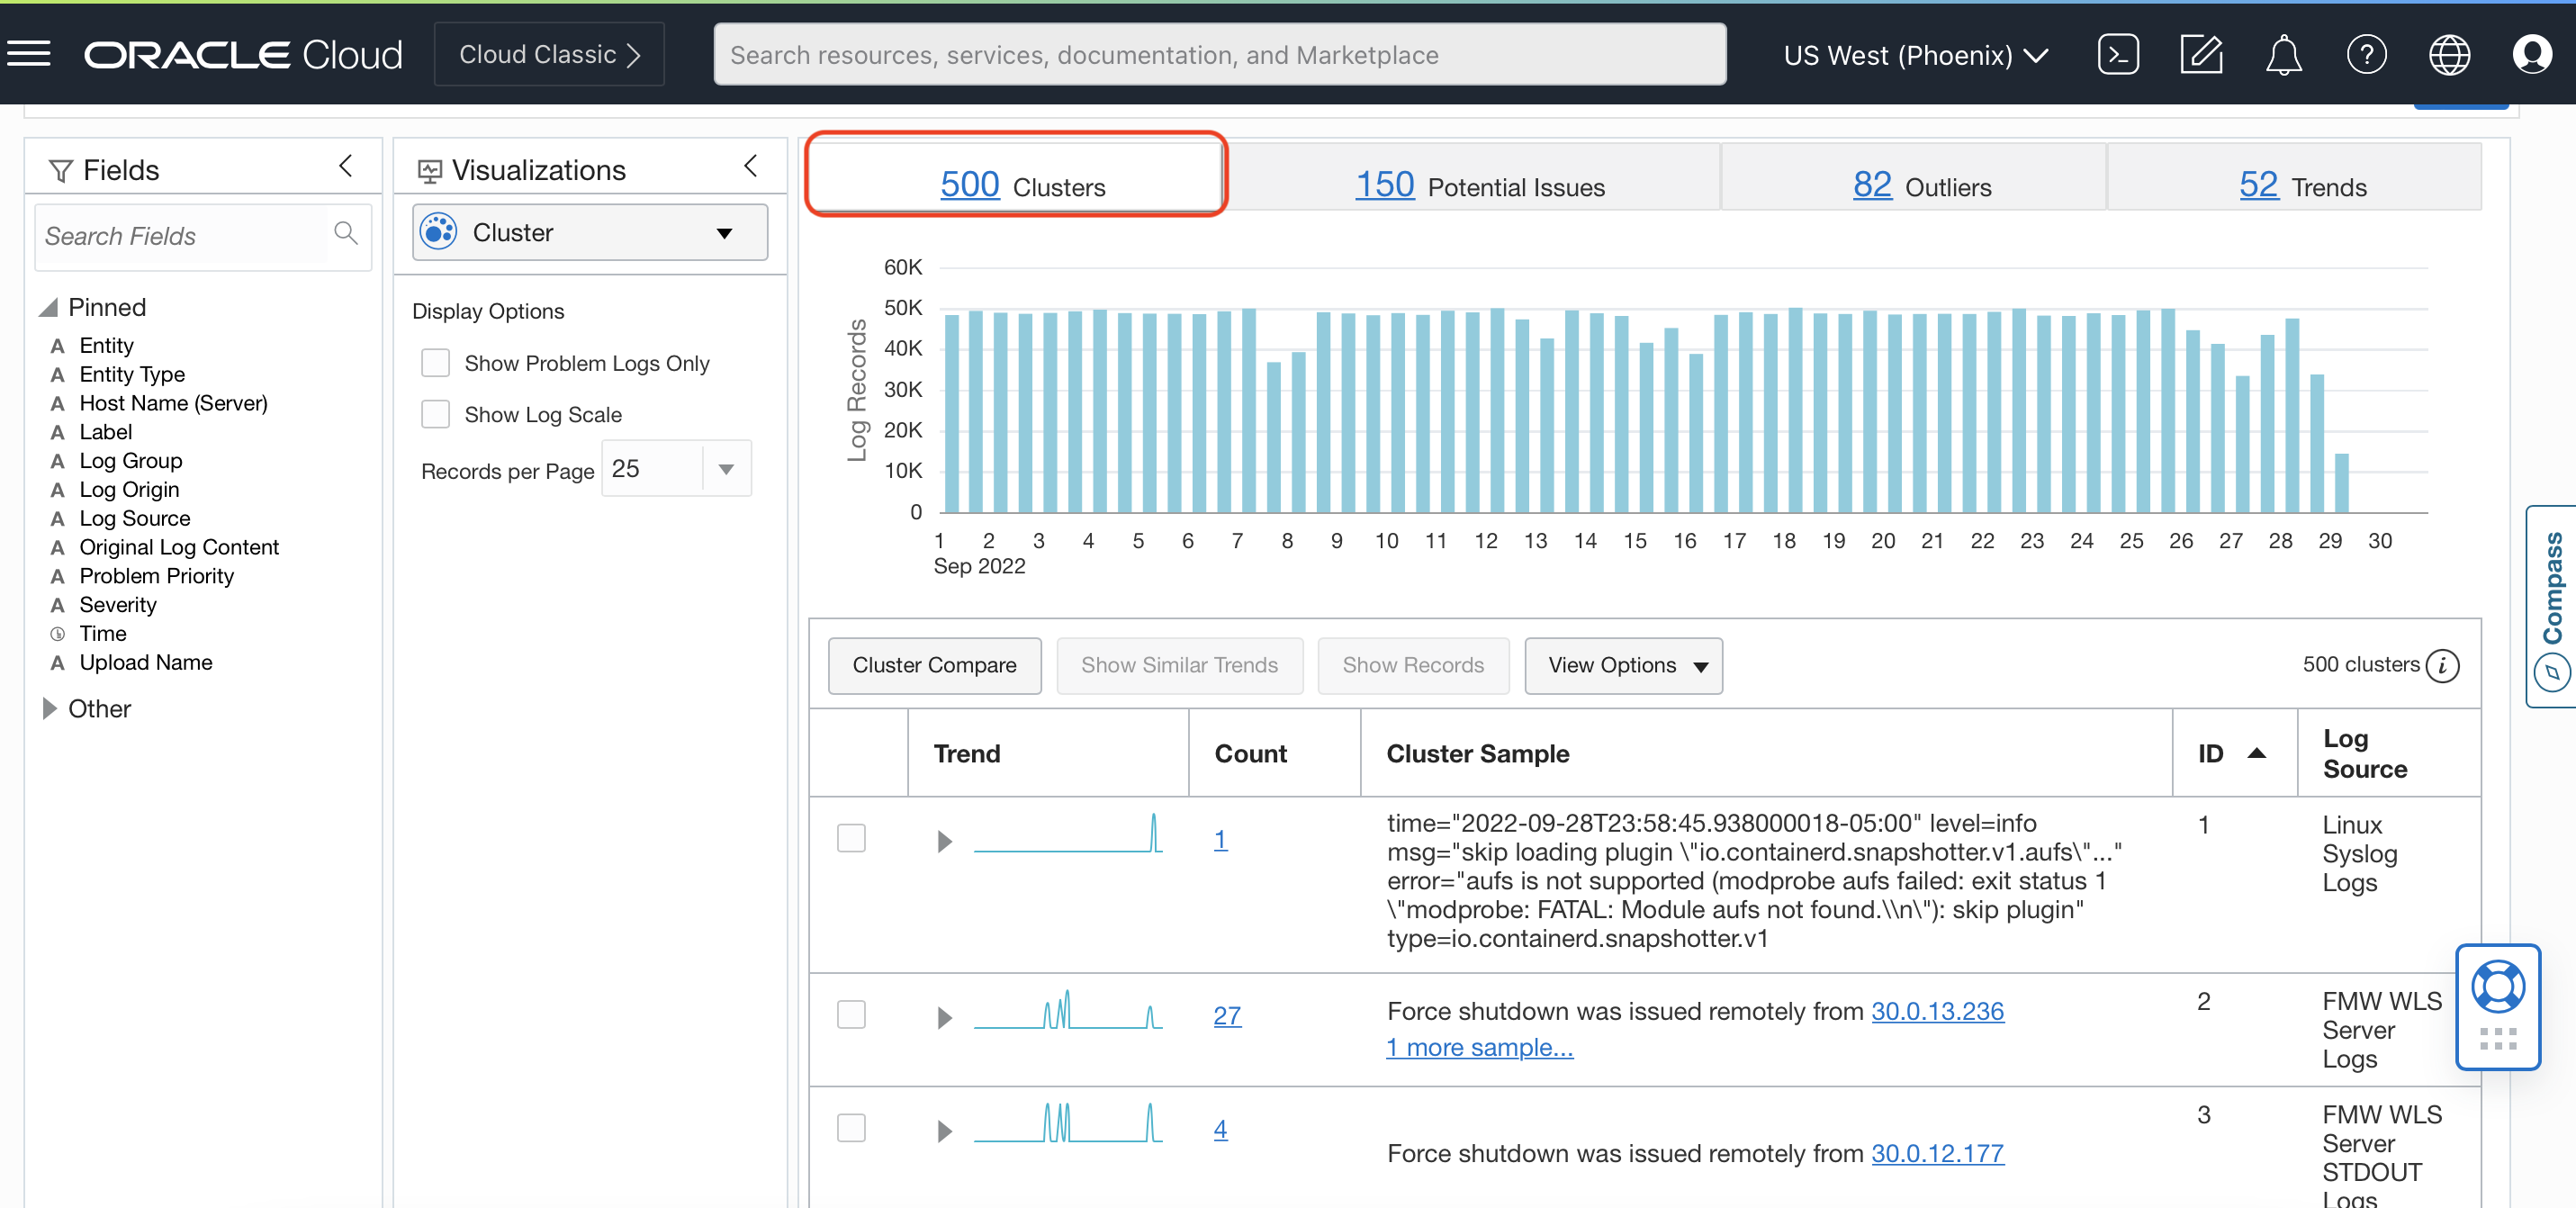 ORACLE Cloud
Cloud Classic
Search resources, services, documentation, and Marketplace
US West (Phoenix)
Fields
Search Fields
Pinned
A Entity
A Entity Type
A Host Name (Server)
A Label
A Log Group
A Log Origin
A Log Source
A Original Log Content
A Problem Priority
A Severity
Time
A Upload Name
Other
Visualizations
Cluster
Display Options
Show Problem Logs Only
Show Log Scale
Records per Page 25
500 Clusters
150 Potential Issues
82 Outliers
52 Trends
Log Records
60K
50K
40K
30K
20K
10K
0
1 2 3 4 5 6 7 8 9 10 11 12 13 14 15 16 17 18 19 20 21 22 23 24 25 26 27 28 29 30
Sep 2022
Cluster Compare
Show Similar Trends
Show Records
View Options
500 clusters
Trend
Count
Cluster Sample
ID
Log
Source
1
time="2022-09-28T23:58:45.938000018-05:00" level=info
msg="skip loading plugin \"io.containerd.snapshotter.v1.aufs\"..."
error="aufs is not supported (modprobe aufs failed: exit status 1
\"modprobe: FATAL: Module aufs not found.\\n\"): skip plugin"
type=io.containerd.snapshotter.v1
1
Linux
Syslog
Logs
27
Force shutdown was issued remotely from 30.0.13.236
1 more sample...
2
FMW WLS
Server
Logs
4
Force shutdown was issued remotely from 30.0.12.177
3
FMW WLS
Server
STDOUT
Logs
Compass